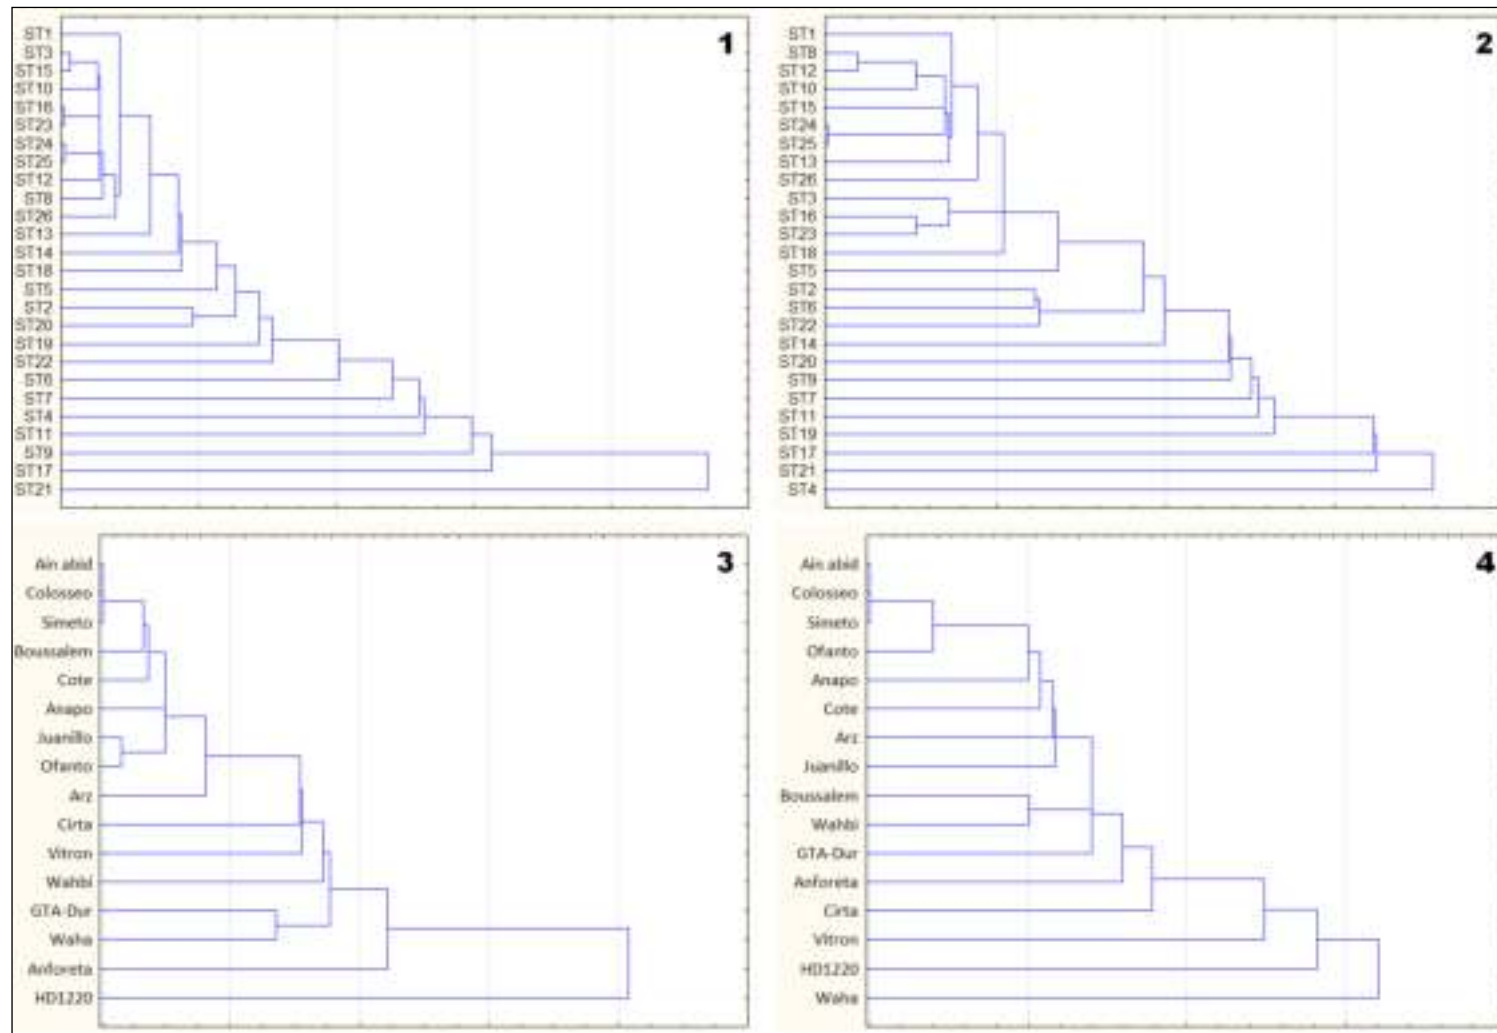 1
ST1
ST3
ST15
ST10
ST16
ST23
ST24
ST25
ST12
ST8
ST26
ST13
ST14
ST18
ST5
ST2
ST20
ST19
ST22
ST6
ST7
ST4
ST11
ST9
ST17
ST21
2
ST1
ST8
ST12
ST10
ST15
ST24
ST25
ST13
ST26
ST3
ST16
ST23
ST18
ST5
ST2
ST6
ST22
ST14
ST20
ST9
ST7
ST11
ST19
ST17
ST21
ST4
3
Ain abid
Colosseo
Simeto
Boussalem
Cote
Anapo
Juanillo
Ofanto
Arz
Cirta
Vitron
Wahbi
GTA-Dur
Waha
Anforeta
HD1220
4
Ain abid
Colosseo
Simeto
Ofanto
Anapo
Cote
Arz
Juanillo
Boussalem
Wahbi
GTA-Dur
Anforeta
Cirta
Vitron
HD1220
Waha